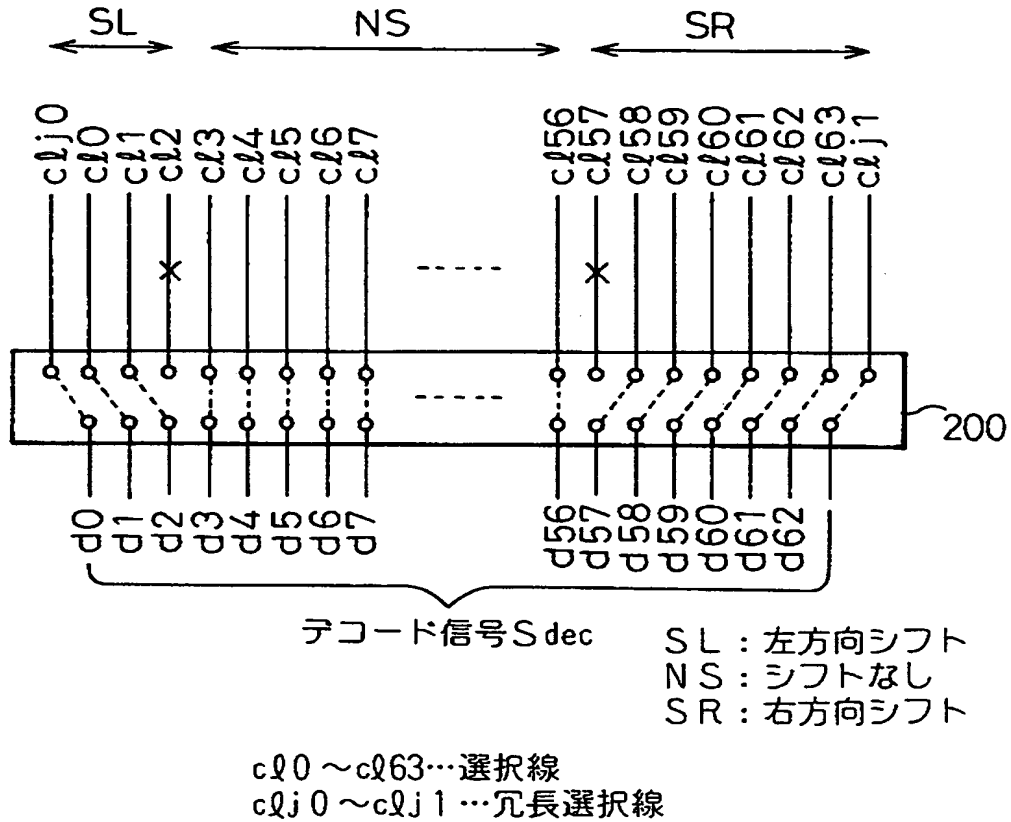 SL NS SR
cℓj0 cℓ0 cℓ1 cℓ2 cℓ3 cℓ4 cℓ5 cℓ6 cℓ7 cℓ56 cℓ57 cℓ58 cℓ59 cℓ60 cℓ61 cℓ62 cℓ63 cℓj1
200
d0 d1 d2 d3 d4 d5 d6 d7 d56 d57 d58 d59 d60 d61 d62
デコード信号Sdec
SL:左方向シフト
NS:シフトなし
SR:右方向シフト
cℓ0〜cℓ63…選択線
cℓj0〜cℓj1…冗長選択線